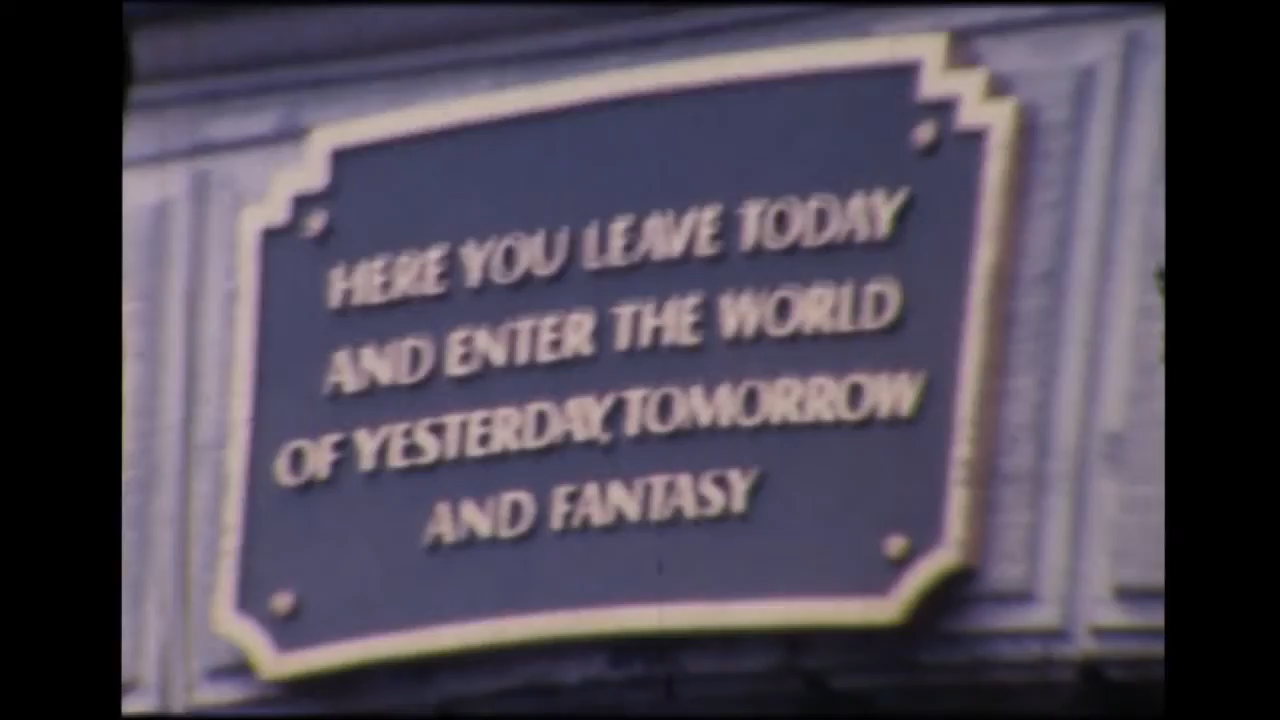 HERE YOU LEAVE TODAY
AND ENTER THE WORLD
OF YESTERDAY, TOMORROW
AND FANTASY